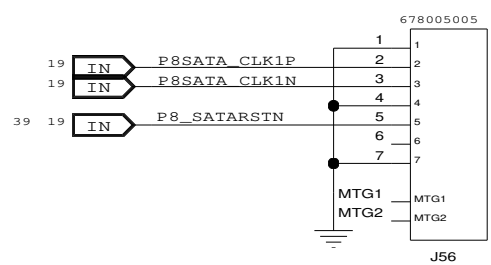 678005005
1 1
19 IN P8SATA_CLK1P 2 2
19 IN P8SATA_CLK1N 3 3
4 4
39 19 IN P8_SATARSTN 5 5
6 6
7 7
MTG1 MTG1
MTG2 MTG2
J56